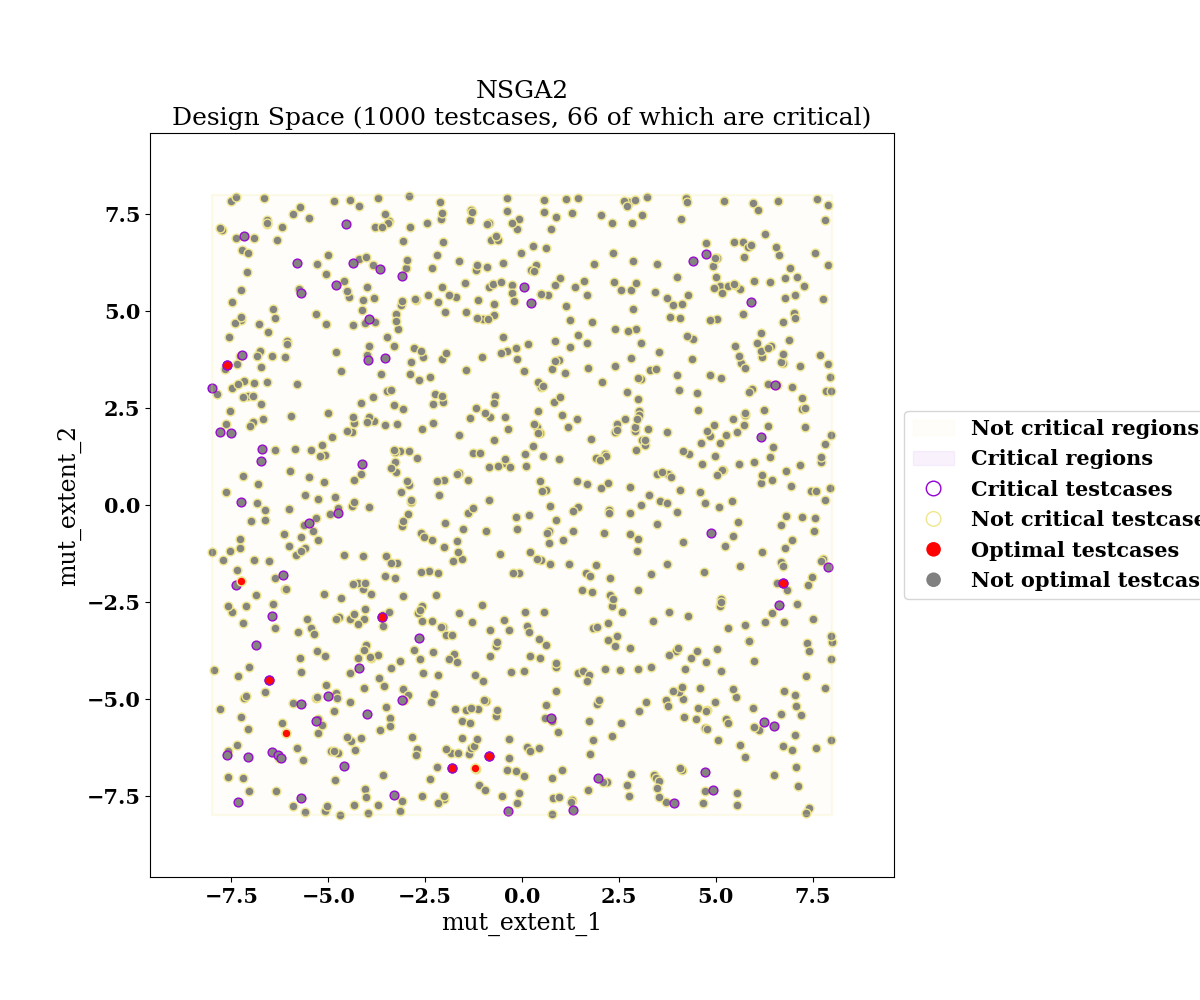 NSGA2
Design Space (1000 testcases, 66 of which are critical)
7.5
5.0
2.5
0.0
−2.5
−5.0
−7.5
mut_extent_2
−7.5
−5.0
−2.5
0.0
2.5
5.0
7.5
mut_extent_1
Not critical regions
Critical regions
Critical testcases
Not critical testcase
Optimal testcases
Not optimal testcas